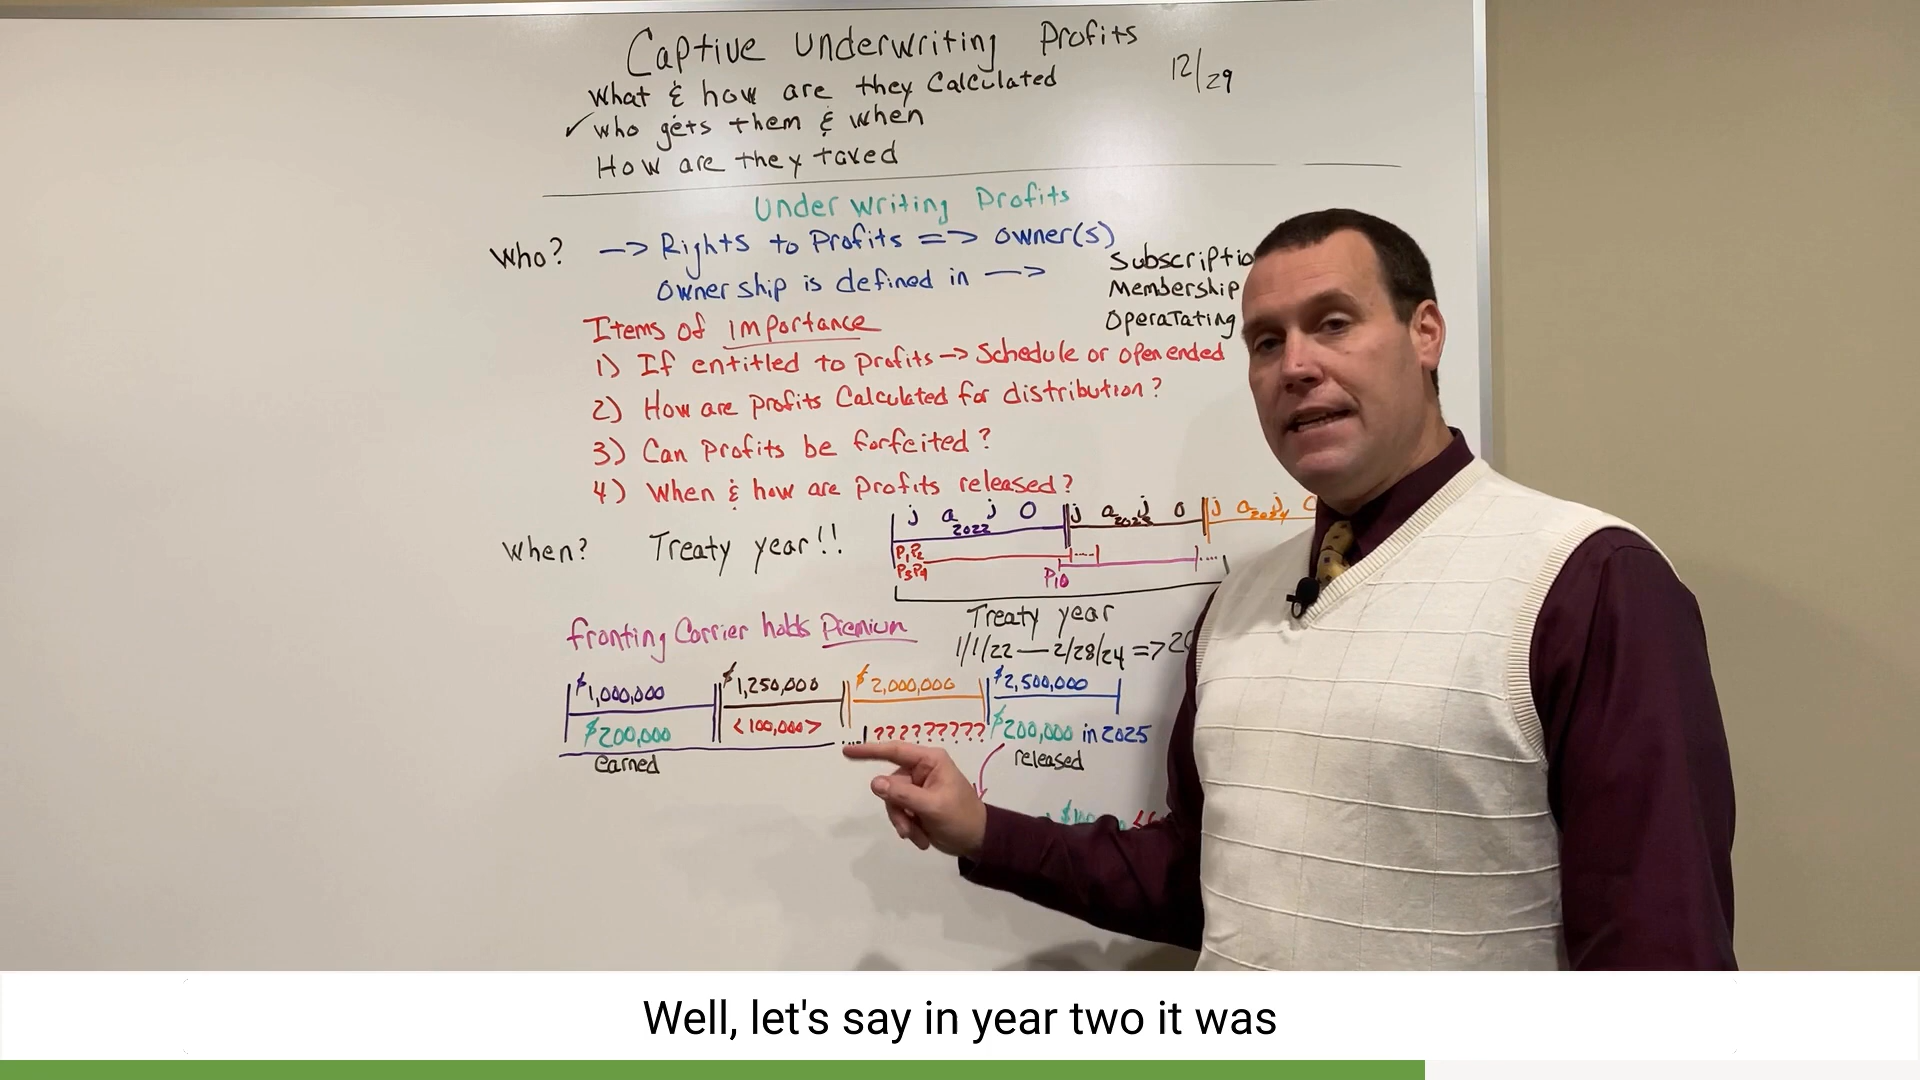 Captive Underwriting Profits
12/29
What & how are they Calculated
✓ who gets them & when
How are they taxed
Under writing Profits
Who? —> Rights to Profits => owner(s)
Ownership is defined in —>
Subscriptio
Membership
OperaTating
Items of importance
1) If entitled to profits -> Schedule or open ended
2) How are profits Calculated for distribution?
3) Can Profits be forfeited?
4) When & how are Profits released?
j a j O j a j o j a j O
2022 2023 2024
When? Treaty year!!
P1P2
P3P4
P10
Treaty year
1/1/22 — 2/28/24 => 20
fronting Carrier holds Premium
$1,000,000 $1,250,000 $2,000,000 $2,500,000
$200,000 <100,000> ????????? $200,000 in 2025
earned released
Well, let's say in year two it was